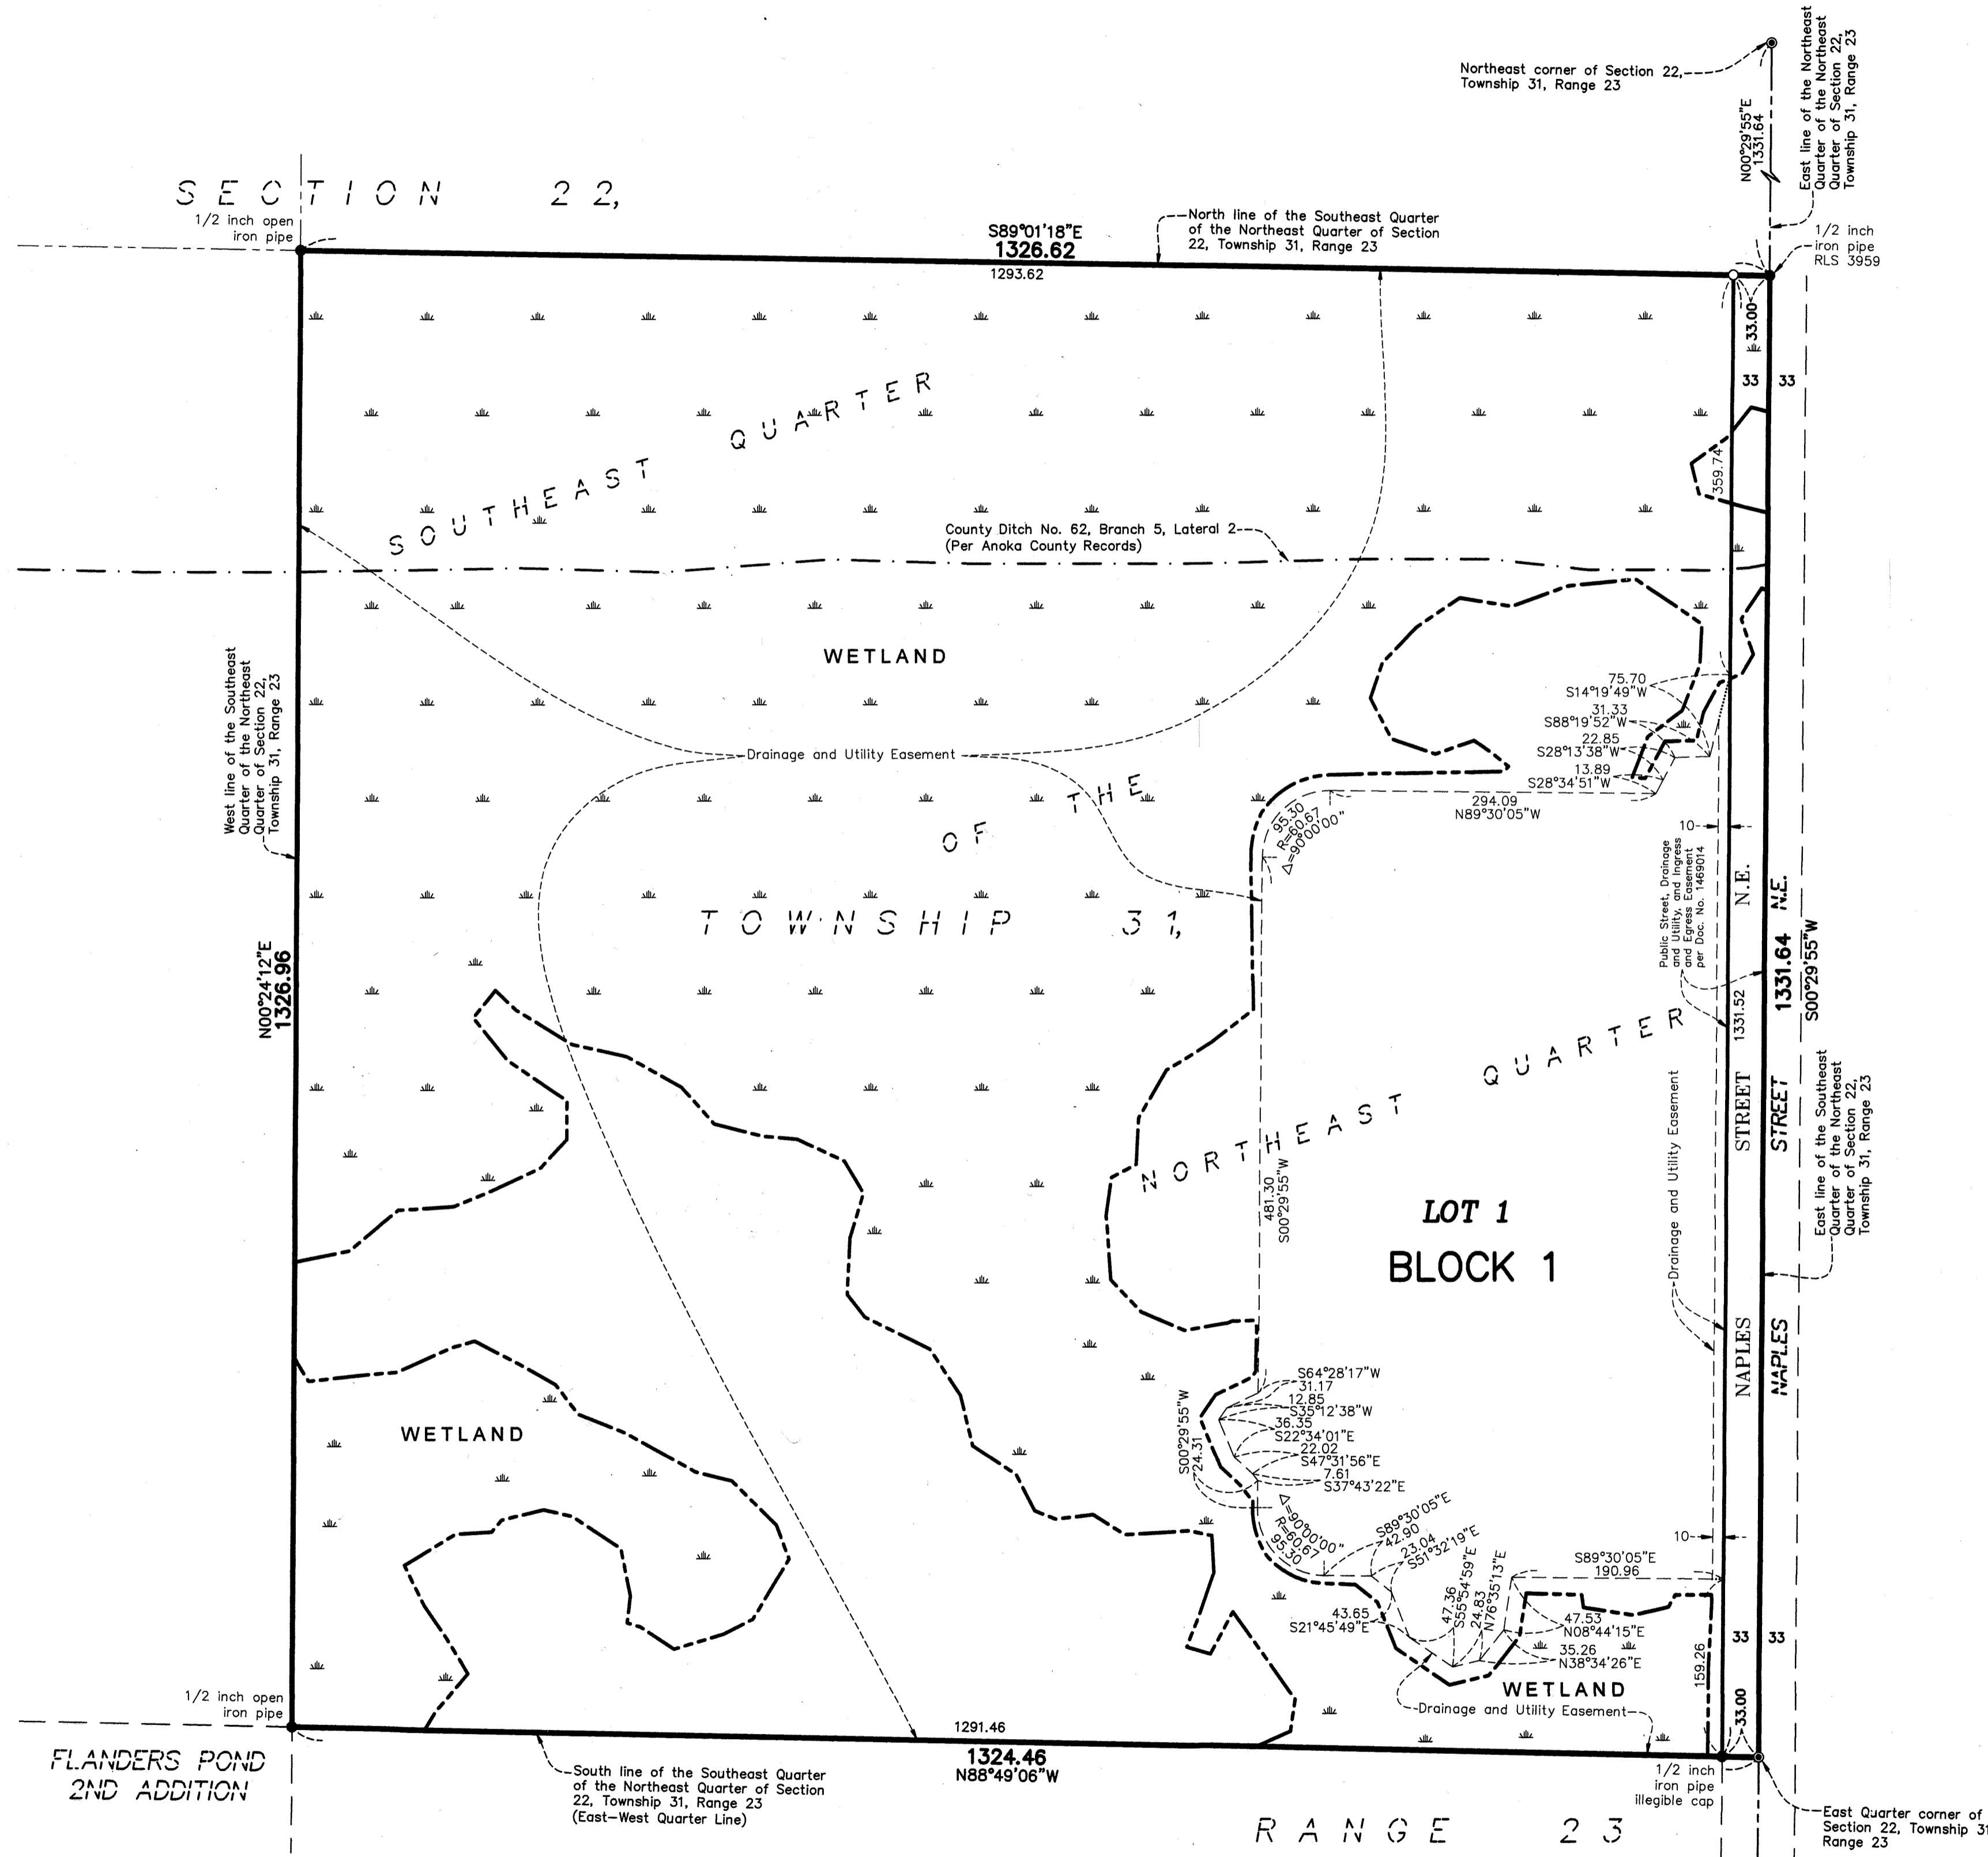 Northeast corner of Section 22,
Township 31, Range 23
N00°29'55"E
1331.64
East line of the Northeast
Quarter of the Northeast
Quarter of Section 22,
Township 31, Range 23
SECTION 22,
1/2 inch open
iron pipe
S89°01'18"E
1326.62
1293.62
North line of the Southeast Quarter
of the Northeast Quarter of Section
22, Township 31, Range 23
1/2 inch
iron pipe
RLS 3959
33.00
33
33
359.74
SOUTHEAST QUARTER
County Ditch No. 62, Branch 5, Lateral 2
(Per Anoka County Records)
West line of the Southeast
Quarter of the Northeast
Quarter of Section 22,
Township 31, Range 23
WETLAND
75.70
S14°19'49"W
31.33
S88°19'52"W
22.85
S28°13'38"W
13.89
S28°34'51"W
294.09
N89°30'05"W
Drainage and Utility Easement
95.30
R=60.67
Δ=90°00'00"
OF THE
10
Public Street, Drainage
and Utility, and Ingress
and Egress Easement
per Doc. No. 1469014
TOWNSHIP 31,
N00°24'12"E
1326.96
1331.52
1331.64
S00°29'55"W
NAPLES STREET N.E.
NAPLES STREET N.E.
NORTHEAST QUARTER
481.30
S00°29'55"W
LOT 1
BLOCK 1
Drainage and Utility Easement
East line of the Southeast
Quarter of the Northeast
Quarter of Section 22,
Township 31, Range 23
WETLAND
S64°28'17"W
31.17
12.85
S35°12'38"W
36.35
S22°34'01"E
22.02
S47°31'56"E
7.61
S37°43'22"E
S00°29'55"W
24.31
Δ=90°00'00"
R=60.67
95.30
S89°30'05"E
42.90
23.04
S51°32'19"E
43.65
S21°45'49"E
47.36
S55°54'59"E
24.83
N76°35'13"E
10
S89°30'05"E
190.96
47.53
N08°44'15"E
35.26
N38°34'26"E
WETLAND
Drainage and Utility Easement
159.26
33
33
33.00
1/2 inch open
iron pipe
1291.46
1324.46
N88°49'06"W
FLANDERS POND
2ND ADDITION
South line of the Southeast Quarter
of the Northeast Quarter of Section
22, Township 31, Range 23
(East-West Quarter Line)
1/2 inch
iron pipe
illegible cap
RANGE 23
East Quarter corner of
Section 22, Township 31
Range 23